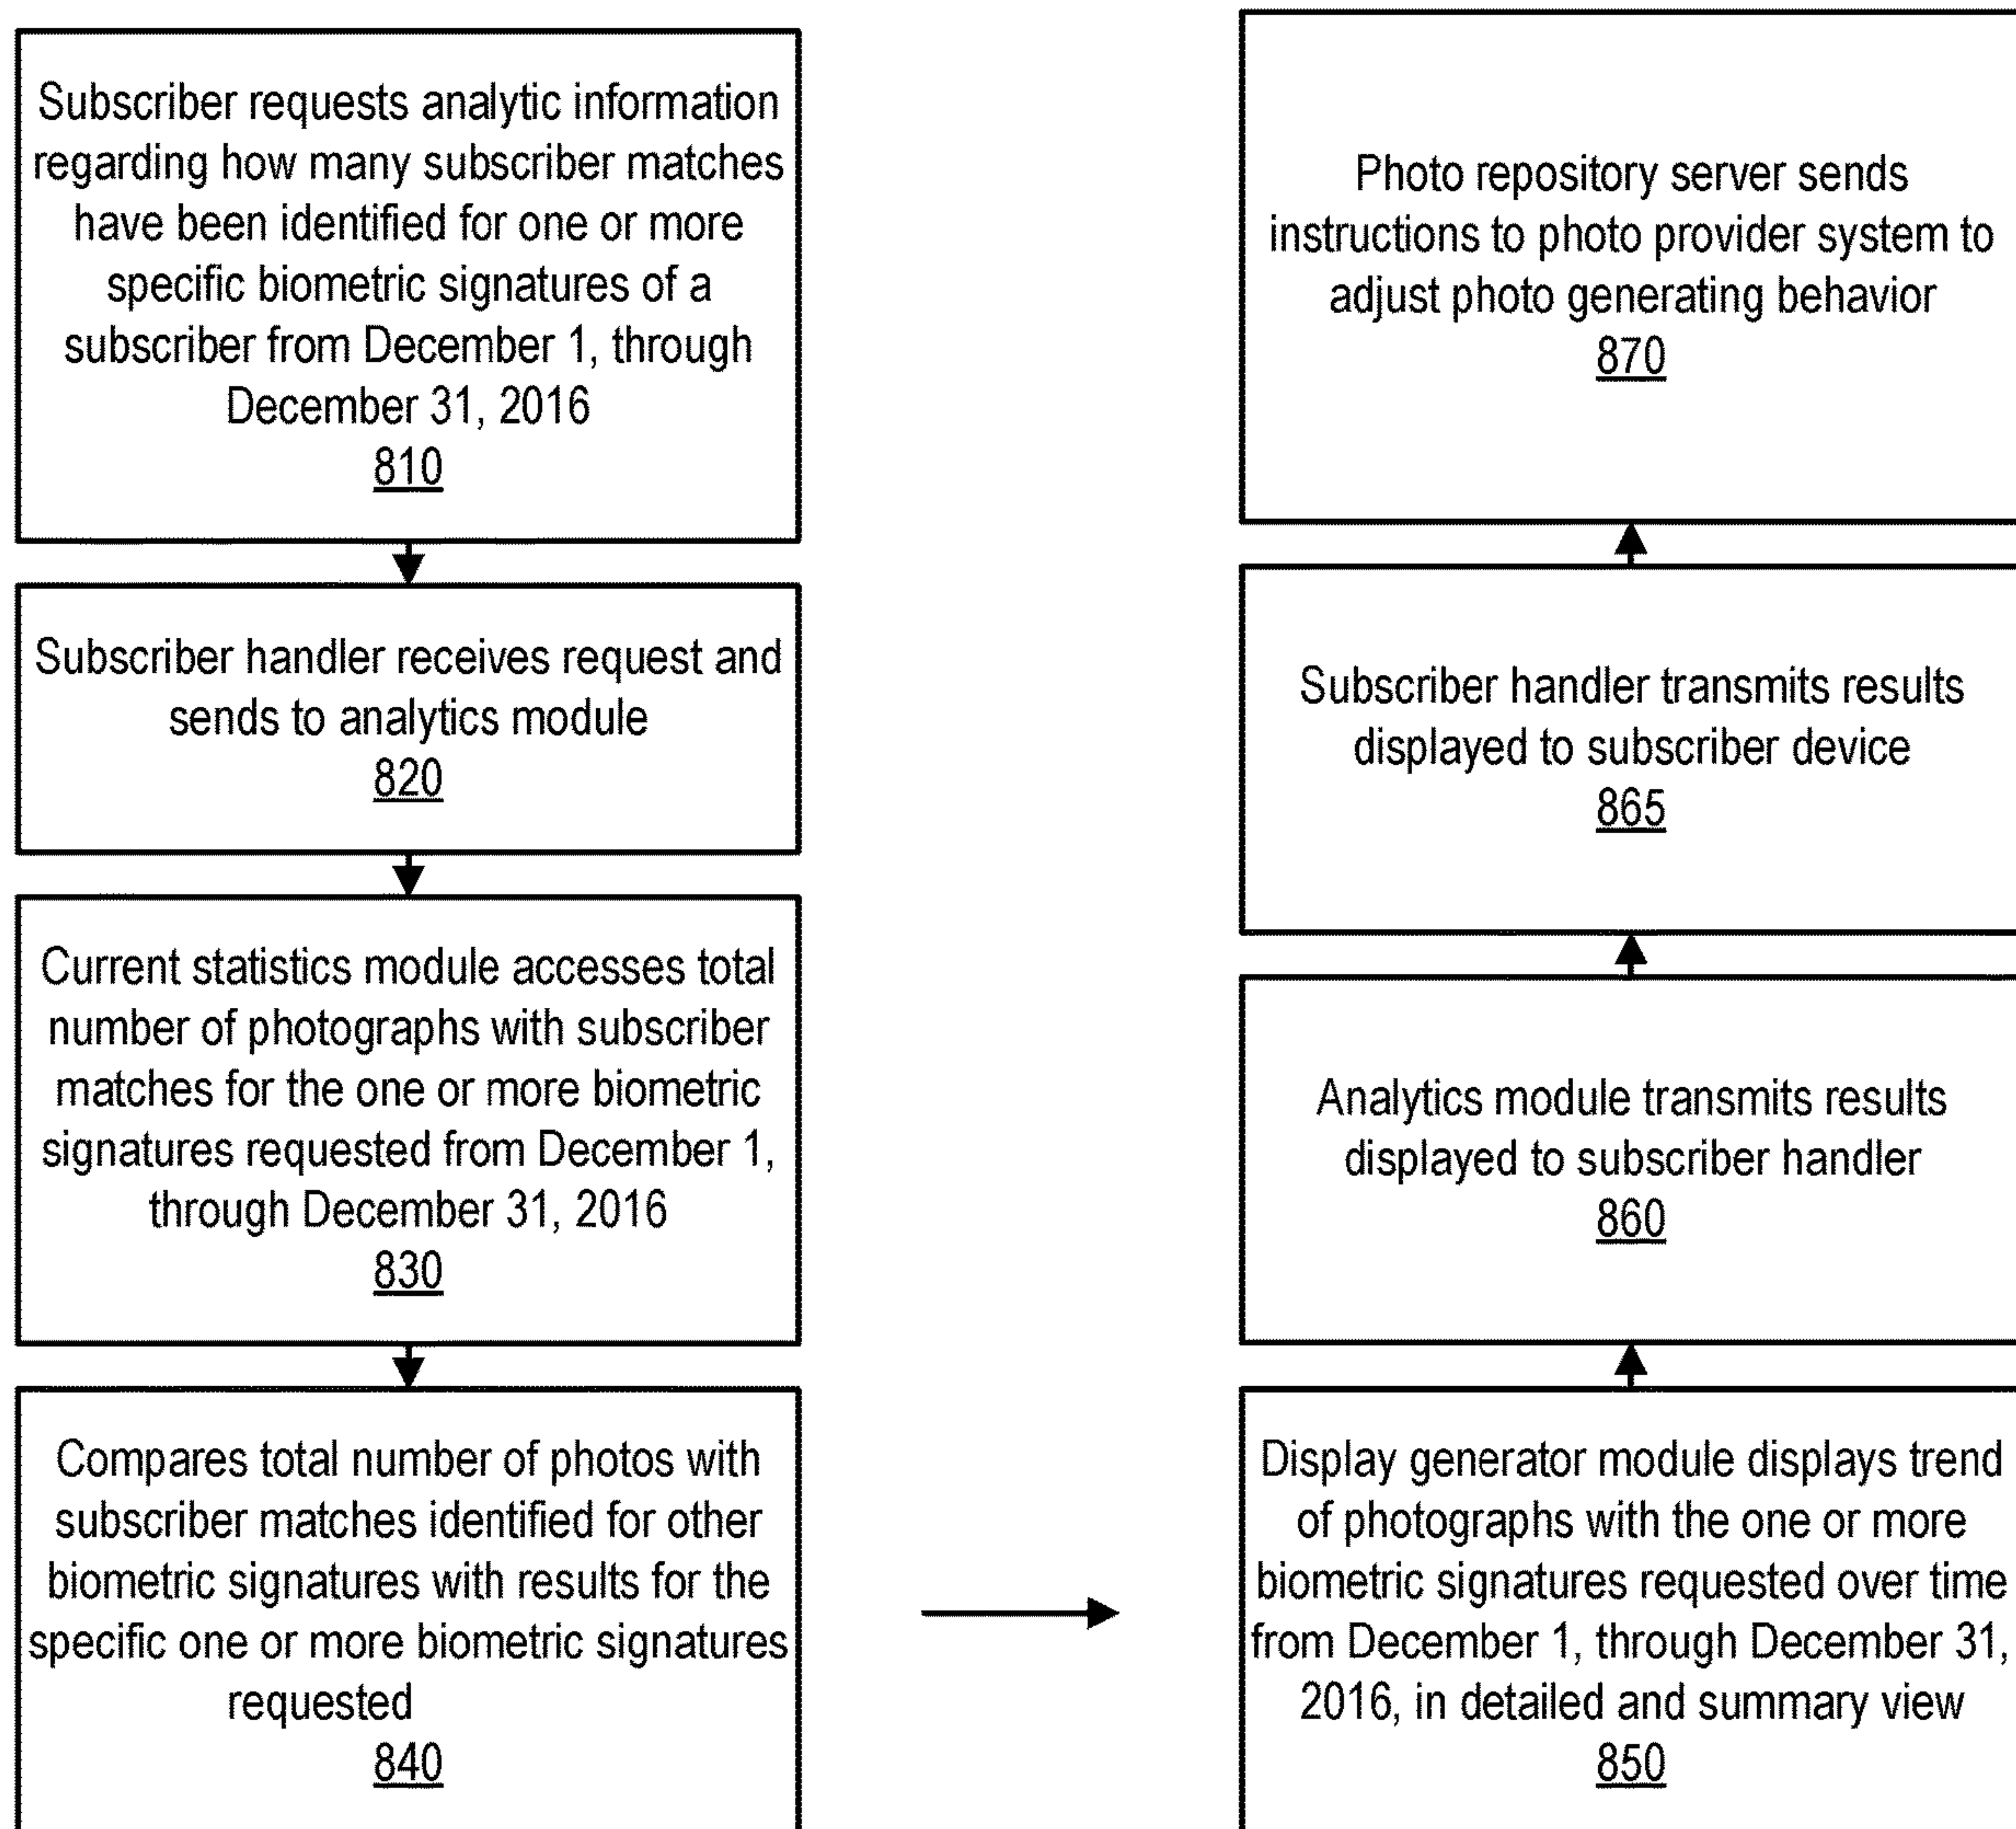 Subscriber requests analytic information
regarding how many subscriber matches
have been identified for one or more
specific biometric signatures of a
subscriber from December 1, through
December 31, 2016
810
Subscriber handler receives request and
sends to analytics module
820
Current statistics module accesses total
number of photographs with subscriber
matches for the one or more biometric
signatures requested from December 1,
through December 31, 2016
830
Compares total number of photos with
subscriber matches identified for other
biometric signatures with results for the
specific one or more biometric signatures
requested
840
Display generator module displays trend
of photographs with the one or more
biometric signatures requested over time
from December 1, through December 31,
2016, in detailed and summary view
850
Analytics module transmits results
displayed to subscriber handler
860
Subscriber handler transmits results
displayed to subscriber device
865
Photo repository server sends
instructions to photo provider system to
adjust photo generating behavior
870